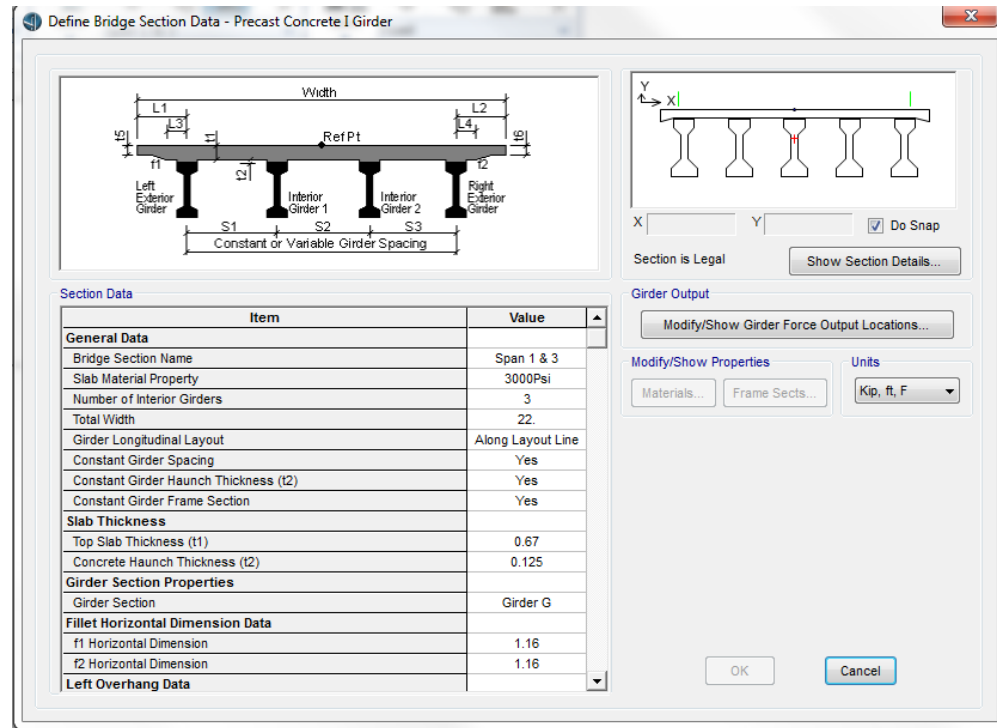 Define Bridge Section Data - Precast Concrete I Girder
Width
L1
L2
L3
L4
t5
t1
Ref Pt
t6
f1
t2
f2
Left
Exterior
Girder
Interior
Girder 1
Interior
Girder 2
Right
Exterior
Girder
S1
S2
S3
Constant or Variable Girder Spacing
Y
X
X
Y
Do Snap
Section is Legal
Show Section Details...
Section Data
Item
Value
General Data
Bridge Section Name
Span 1 & 3
Slab Material Property
3000Psi
Number of Interior Girders
3
Total Width
22.
Girder Longitudinal Layout
Along Layout Line
Constant Girder Spacing
Yes
Constant Girder Haunch Thickness (t2)
Yes
Constant Girder Frame Section
Yes
Slab Thickness
Top Slab Thickness (t1)
0.67
Concrete Haunch Thickness (t2)
0.125
Girder Section Properties
Girder Section
Girder G
Fillet Horizontal Dimension Data
f1 Horizontal Dimension
1.16
f2 Horizontal Dimension
1.16
Left Overhang Data
Girder Output
Modify/Show Girder Force Output Locations...
Modify/Show Properties
Materials...
Frame Sects...
Units
Kip, ft, F
OK
Cancel